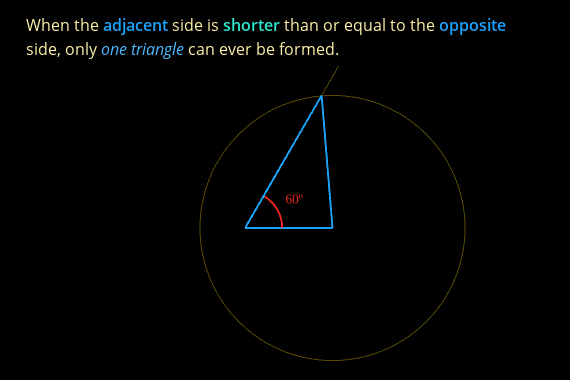 When the adjacent side is shorter than or equal to the opposite
side, only one triangle can ever be formed.
60º